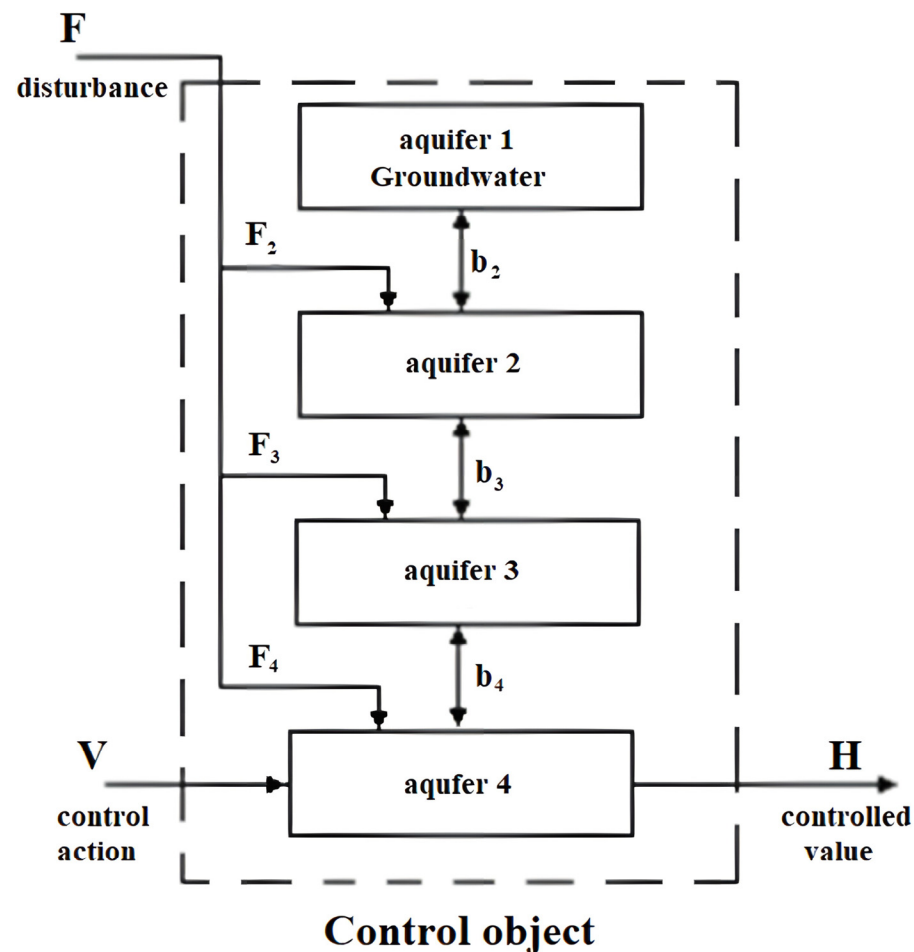 F
disturbance
aquifer 1
Groundwater
F₂
b₂
aquifer 2
F₃
b₃
aquifer 3
F₄
b₄
V
H
aqufer 4
control
action
controlled
value
Control object